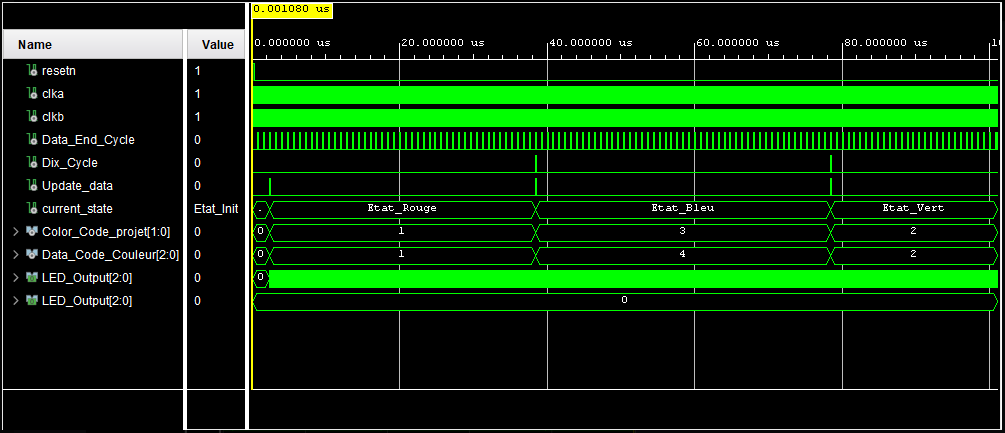 0.001080 us
Name Value 0.000000 us 20.000000 us 40.000000 us 60.000000 us 80.000000 us
resetn 1
clka 1
clkb 1
Data_End_Cycle 0
Dix_Cycle 0
Update_data 0
current_state Etat_Init . Etat_Rouge Etat_Bleu Etat_Vert
Color_Code_projet[1:0] 0 0 1 3 2
Data_Code_Couleur[2:0] 0 0 1 4 2
LED_Output[2:0] 0 0
LED_Output[2:0] 0 0